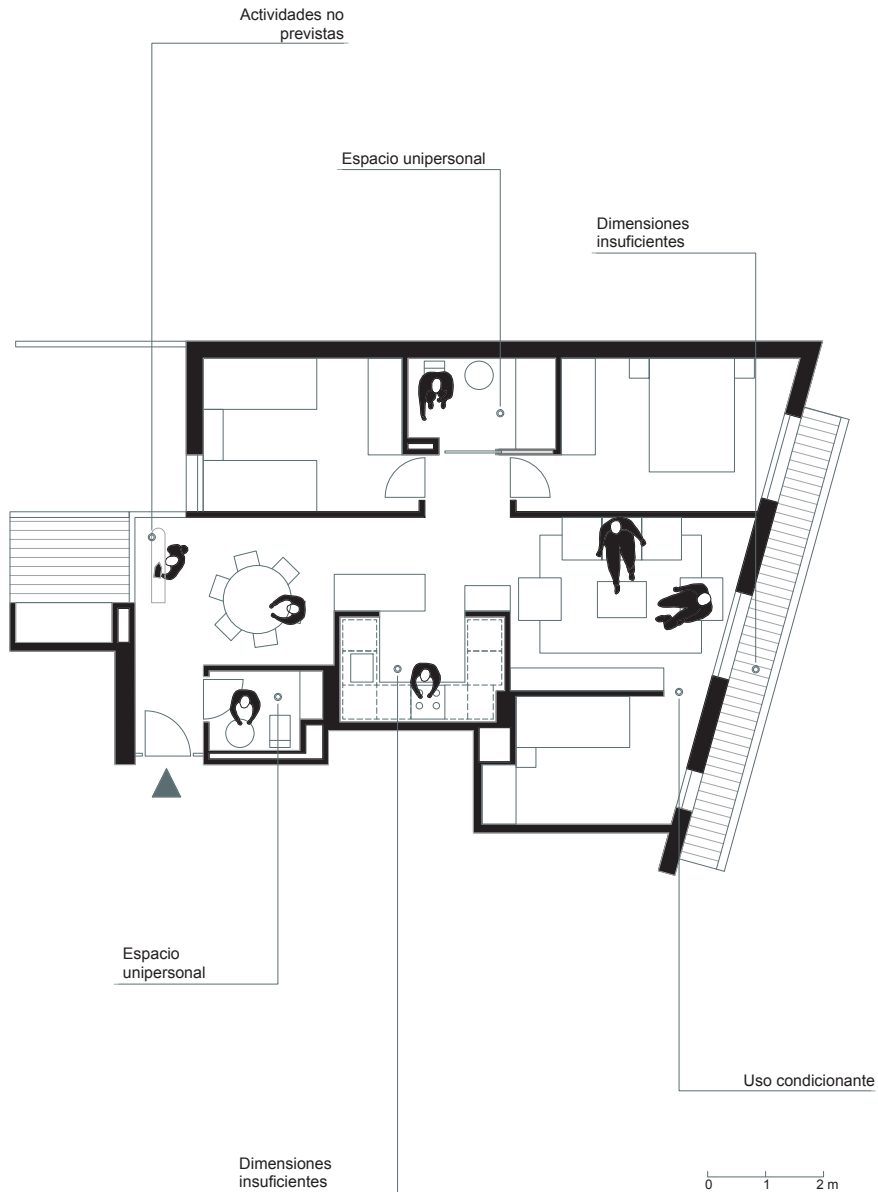 Actividades no
previstas
Espacio unipersonal
Dimensiones
insuficientes
Espacio
unipersonal
Uso condicionante
Dimensiones
insuficientes
0 1 2 m